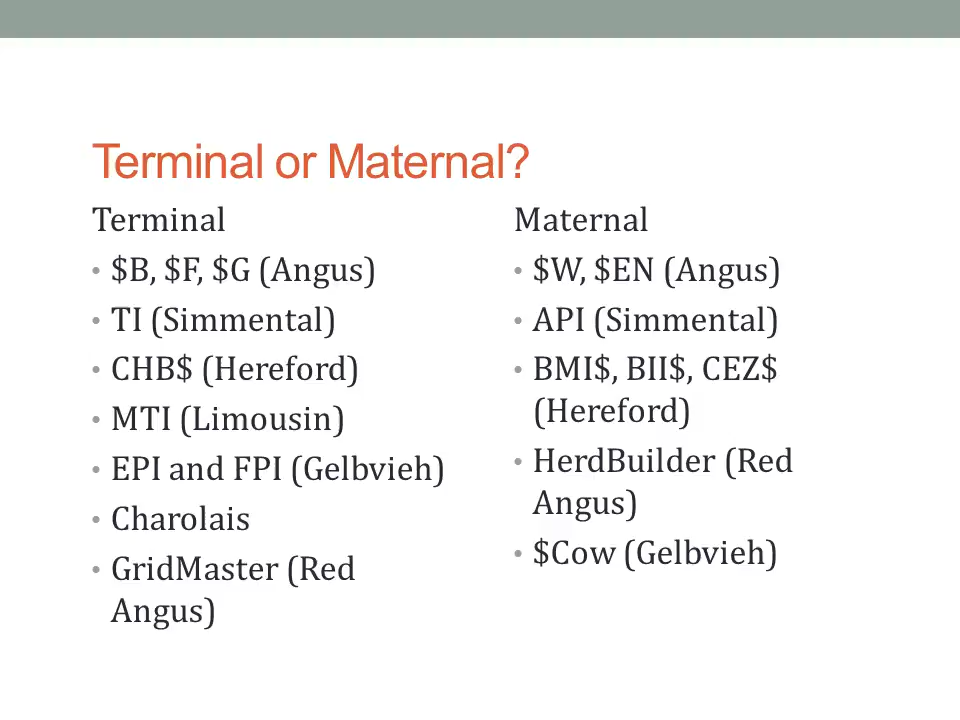 Terminal or Maternal?
Terminal
• $B, $F, $G (Angus)
• TI (Simmental)
• CHB$ (Hereford)
• MTI (Limousin)
• EPI and FPI (Gelbvieh)
• Charolais
• GridMaster (Red
Angus)
Maternal
• $W, $EN (Angus)
• API (Simmental)
• BMI$, BII$, CEZ$
(Hereford)
• HerdBuilder (Red
Angus)
• $Cow (Gelbvieh)